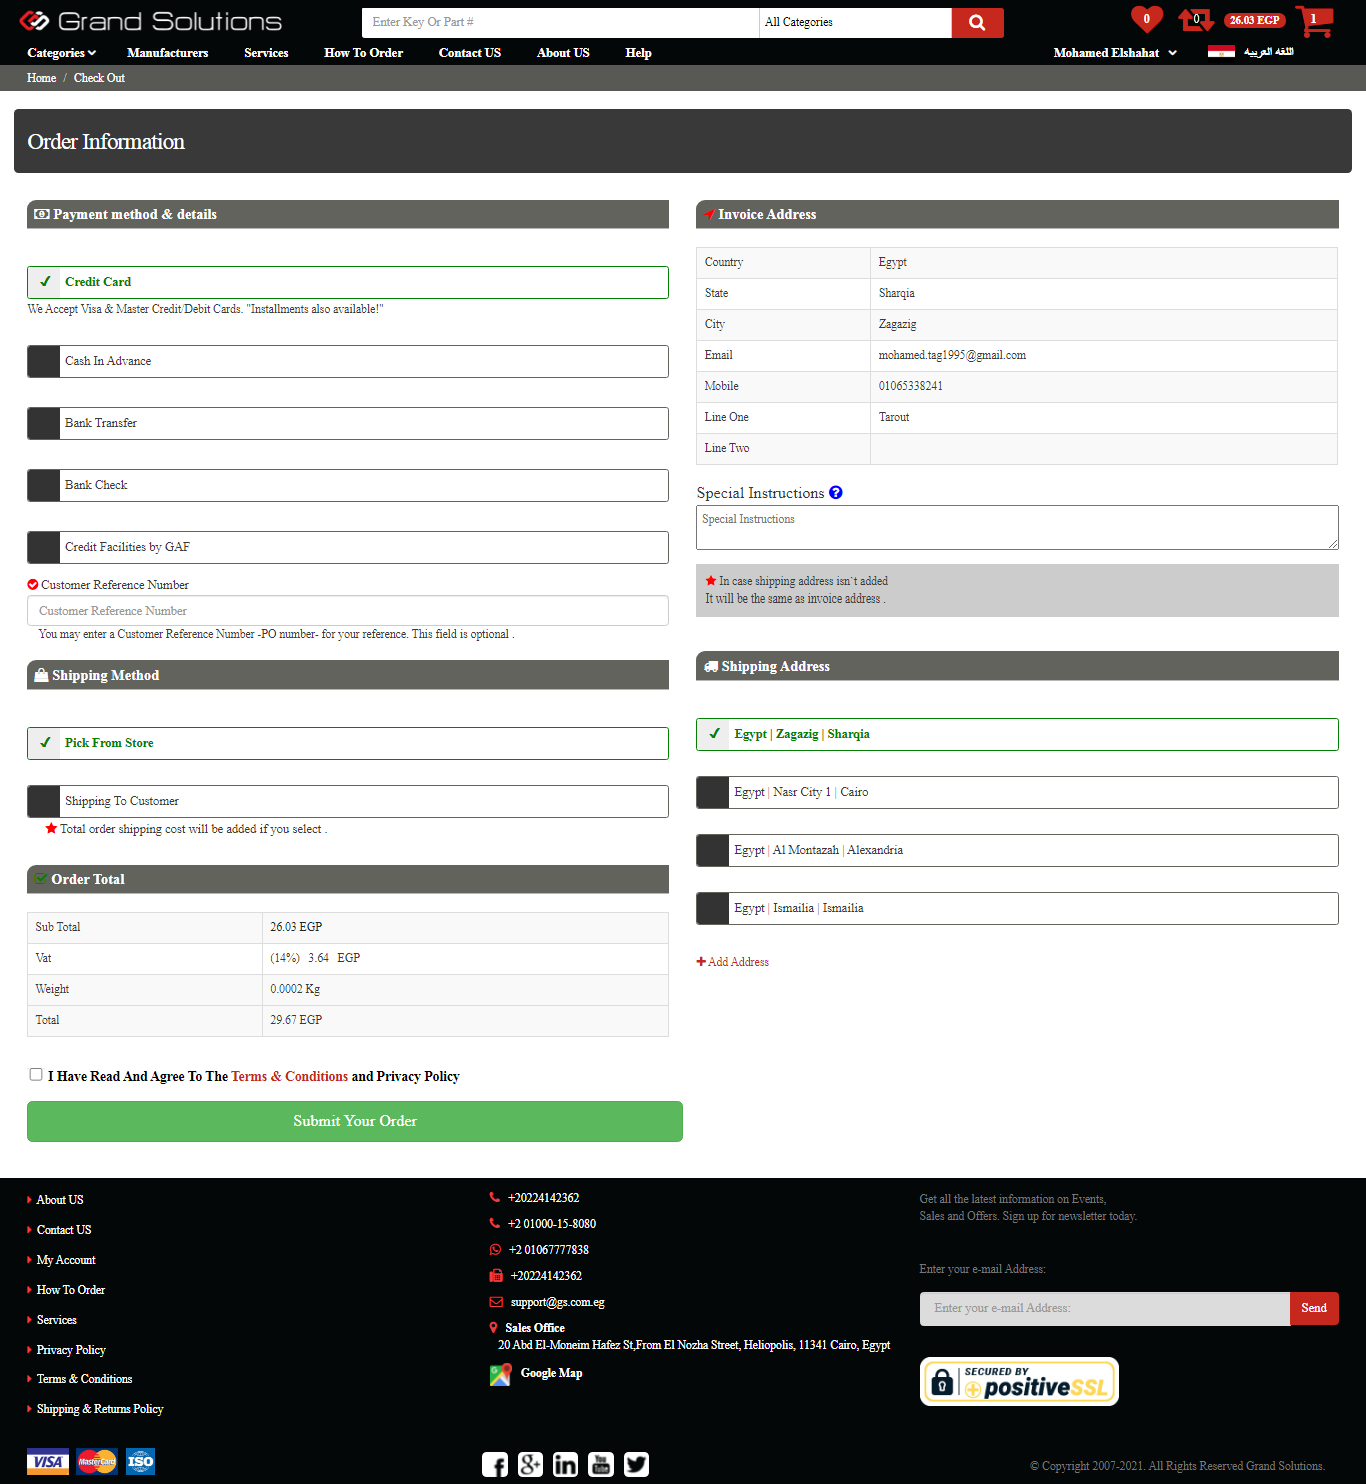 Grand Solutions
Enter Key Or Part #
All Categories
0
0
26.03 EGP
1
Categories
Manufacturers
Services
How To Order
Contact US
About US
Help
Mohamed Elshahat
اللغه العربيه
Home / Check Out
Order Information
Payment method & details
Credit Card
We Accept Visa & Master Credit/Debit Cards. "Installments also available!"
Cash In Advance
Bank Transfer
Bank Check
Credit Facilities by GAF
Customer Reference Number
Customer Reference Number
You may enter a Customer Reference Number -PO number- for your reference. This field is optional .
Shipping Method
Pick From Store
Shipping To Customer
Total order shipping cost will be added if you select .
Order Total
Sub Total 26.03 EGP
Vat (14%) 3.64 EGP
Weight 0.0002 Kg
Total 29.67 EGP
I Have Read And Agree To The Terms & Conditions and Privacy Policy
Submit Your Order
Invoice Address
Country Egypt
State Sharqia
City Zagazig
Email mohamed.tag1995@gmail.com
Mobile 01065338241
Line One Tarout
Line Two
Special Instructions
Special Instructions
In case shipping address isn`t added
It will be the same as invoice address .
Shipping Address
Egypt | Zagazig | Sharqia
Egypt | Nasr City 1 | Cairo
Egypt | Al Montazah | Alexandria
Egypt | Ismailia | Ismailia
Add Address
About US
Contact US
My Account
How To Order
Services
Privacy Policy
Terms & Conditions
Shipping & Returns Policy
VISA
MasterCard
ISO
+20224142362
+2 01000-15-8080
+2 01067777838
+20224142362
support@gs.com.eg
Sales Office
20 Abd El-Moneim Hafez St,From El Nozha Street, Heliopolis, 11341 Cairo, Egypt
Google Map
You Tube
Get all the latest information on Events,
Sales and Offers. Sign up for newsletter today.
Enter your e-mail Address:
Enter your e-mail Address:
Send
SECURED BY
positiveSSL
© Copyright 2007-2021. All Rights Reserved Grand Solutions.